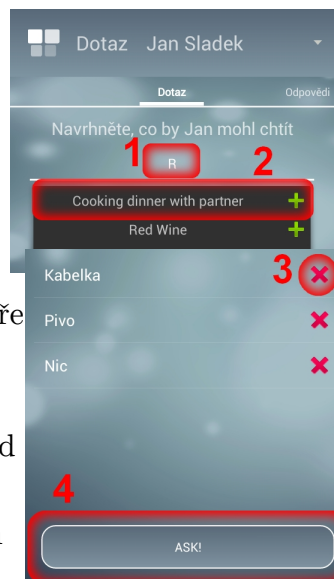 Dotaz Jan Sladek
Dotaz Odpovědi
Navrhněte, co by Jan mohl chtít
1 2
R
Cooking dinner with partner +
Red Wine +
3
Kabelka
ře
Pivo
Nic
d
4
ASK!